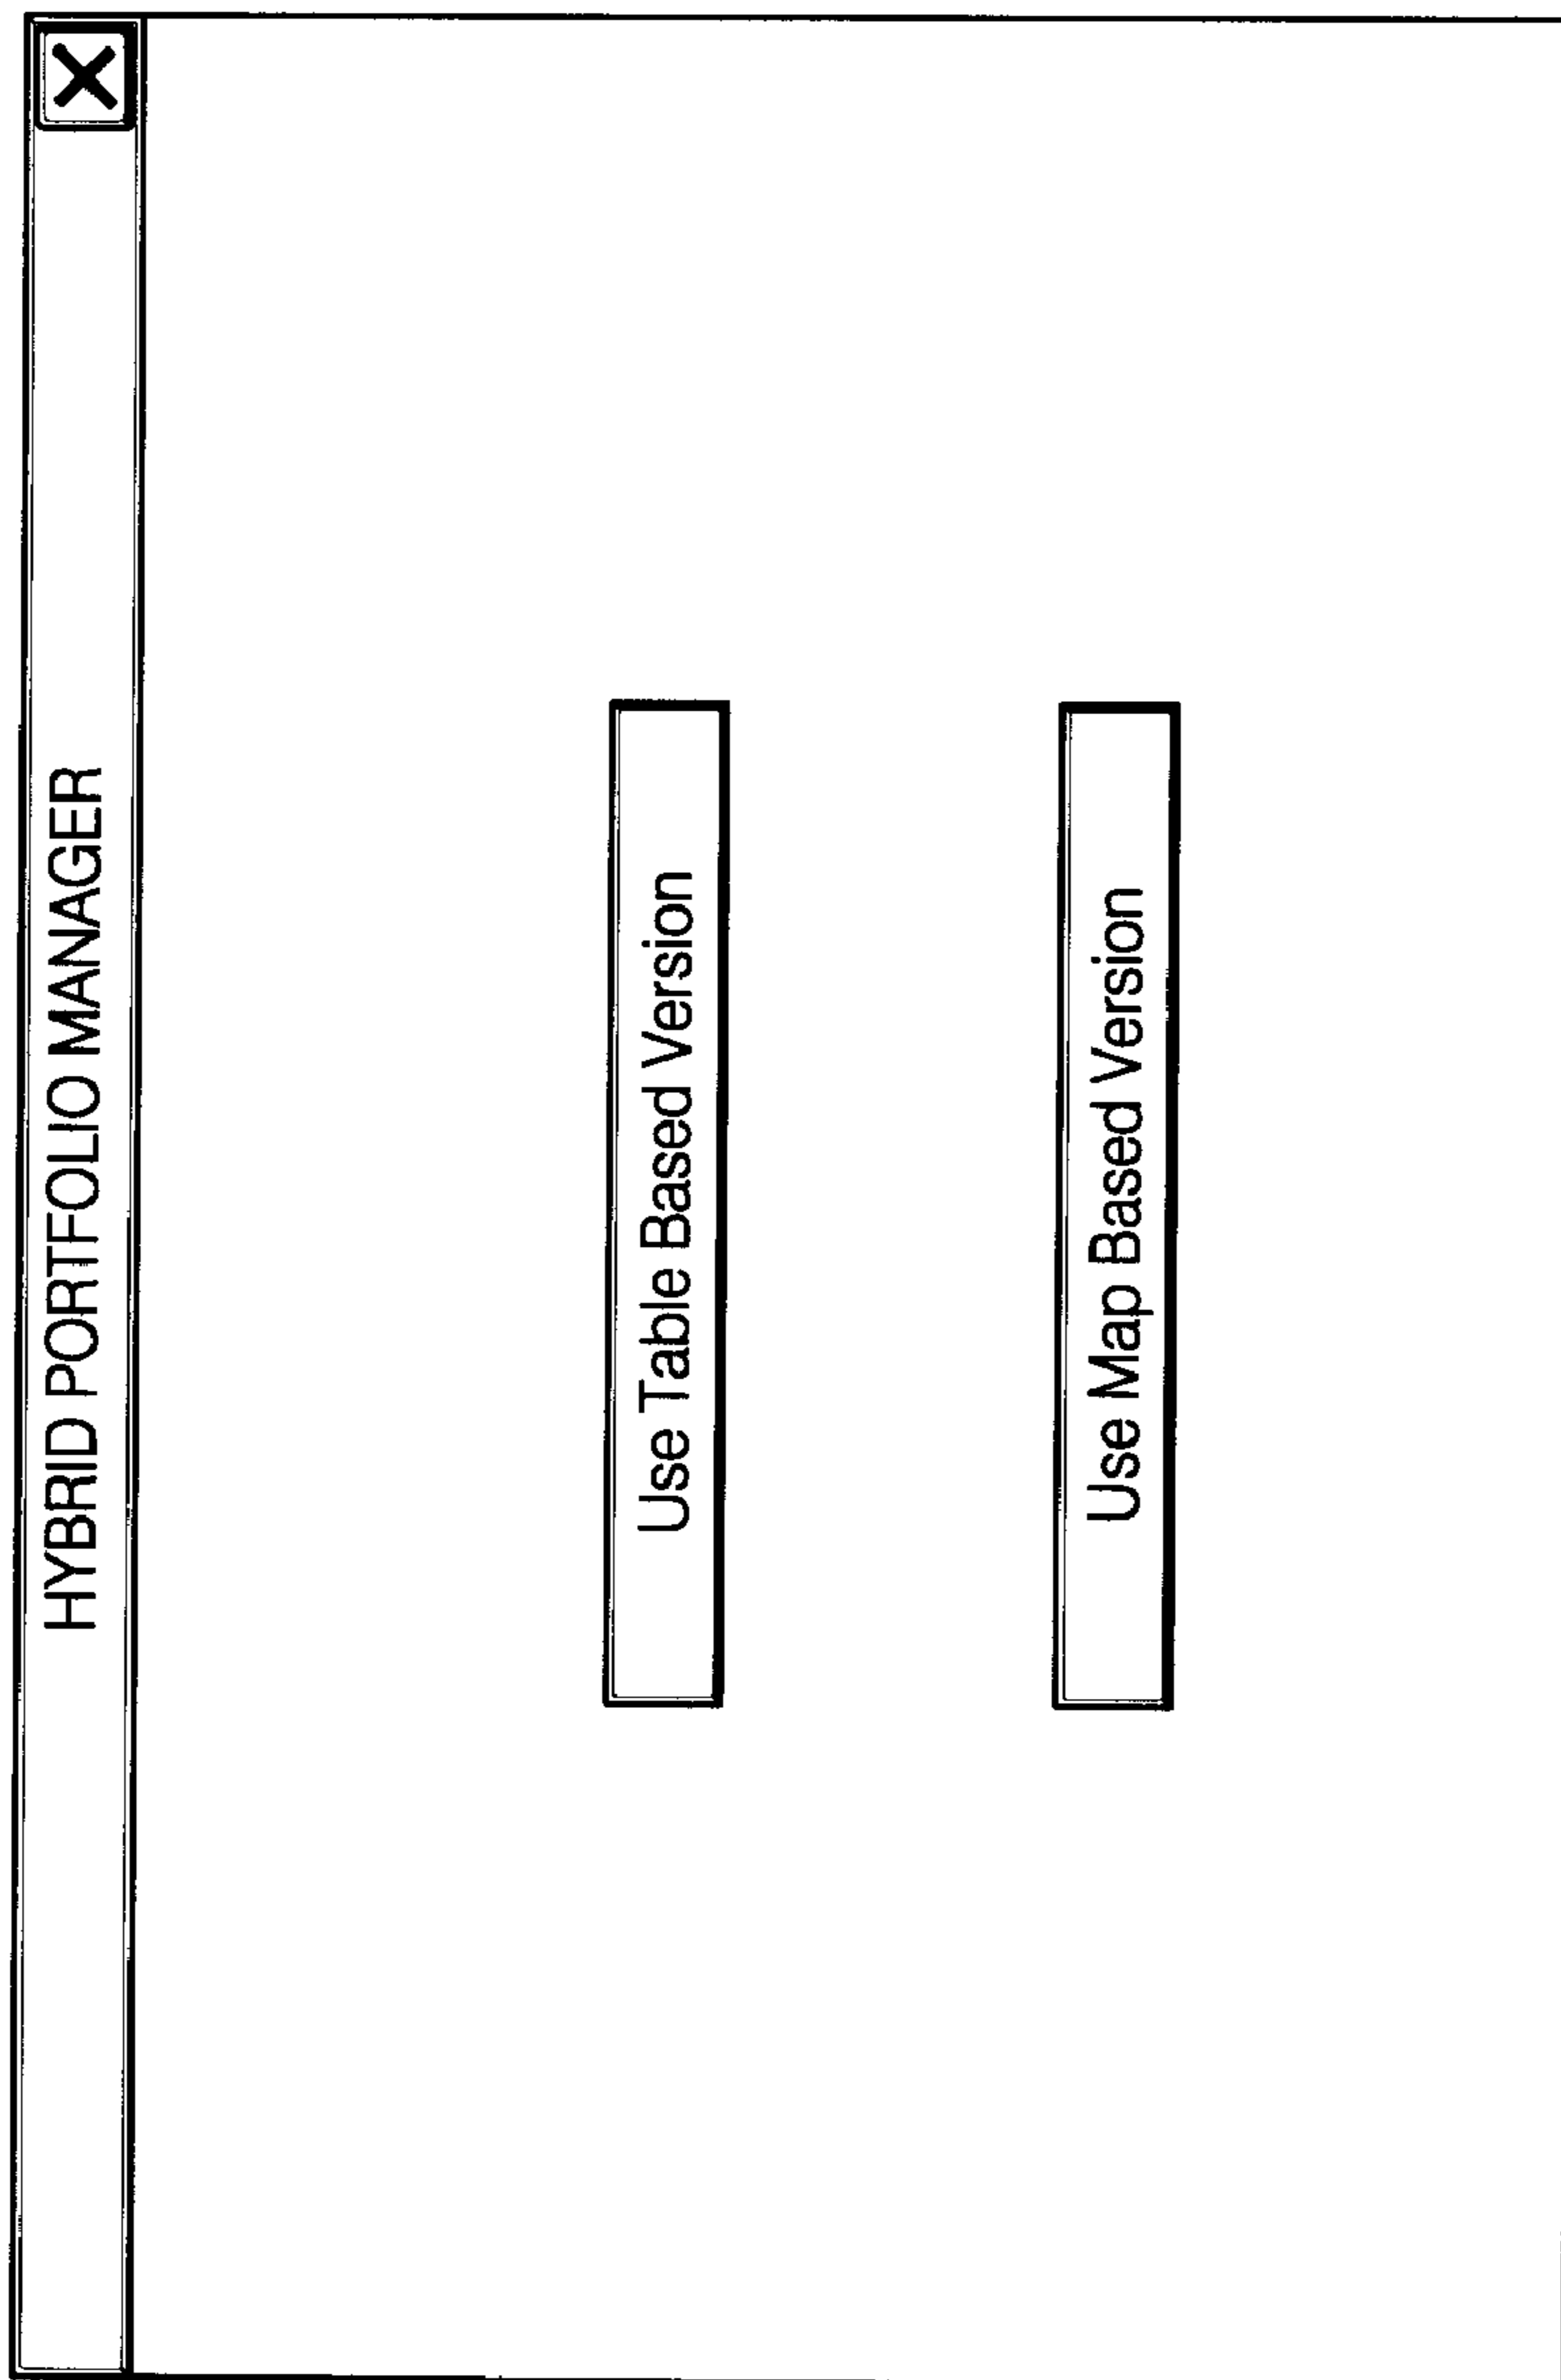 HYBRID PORTFOLIO MANAGER
Use Table Based Version
Use Map Based Version